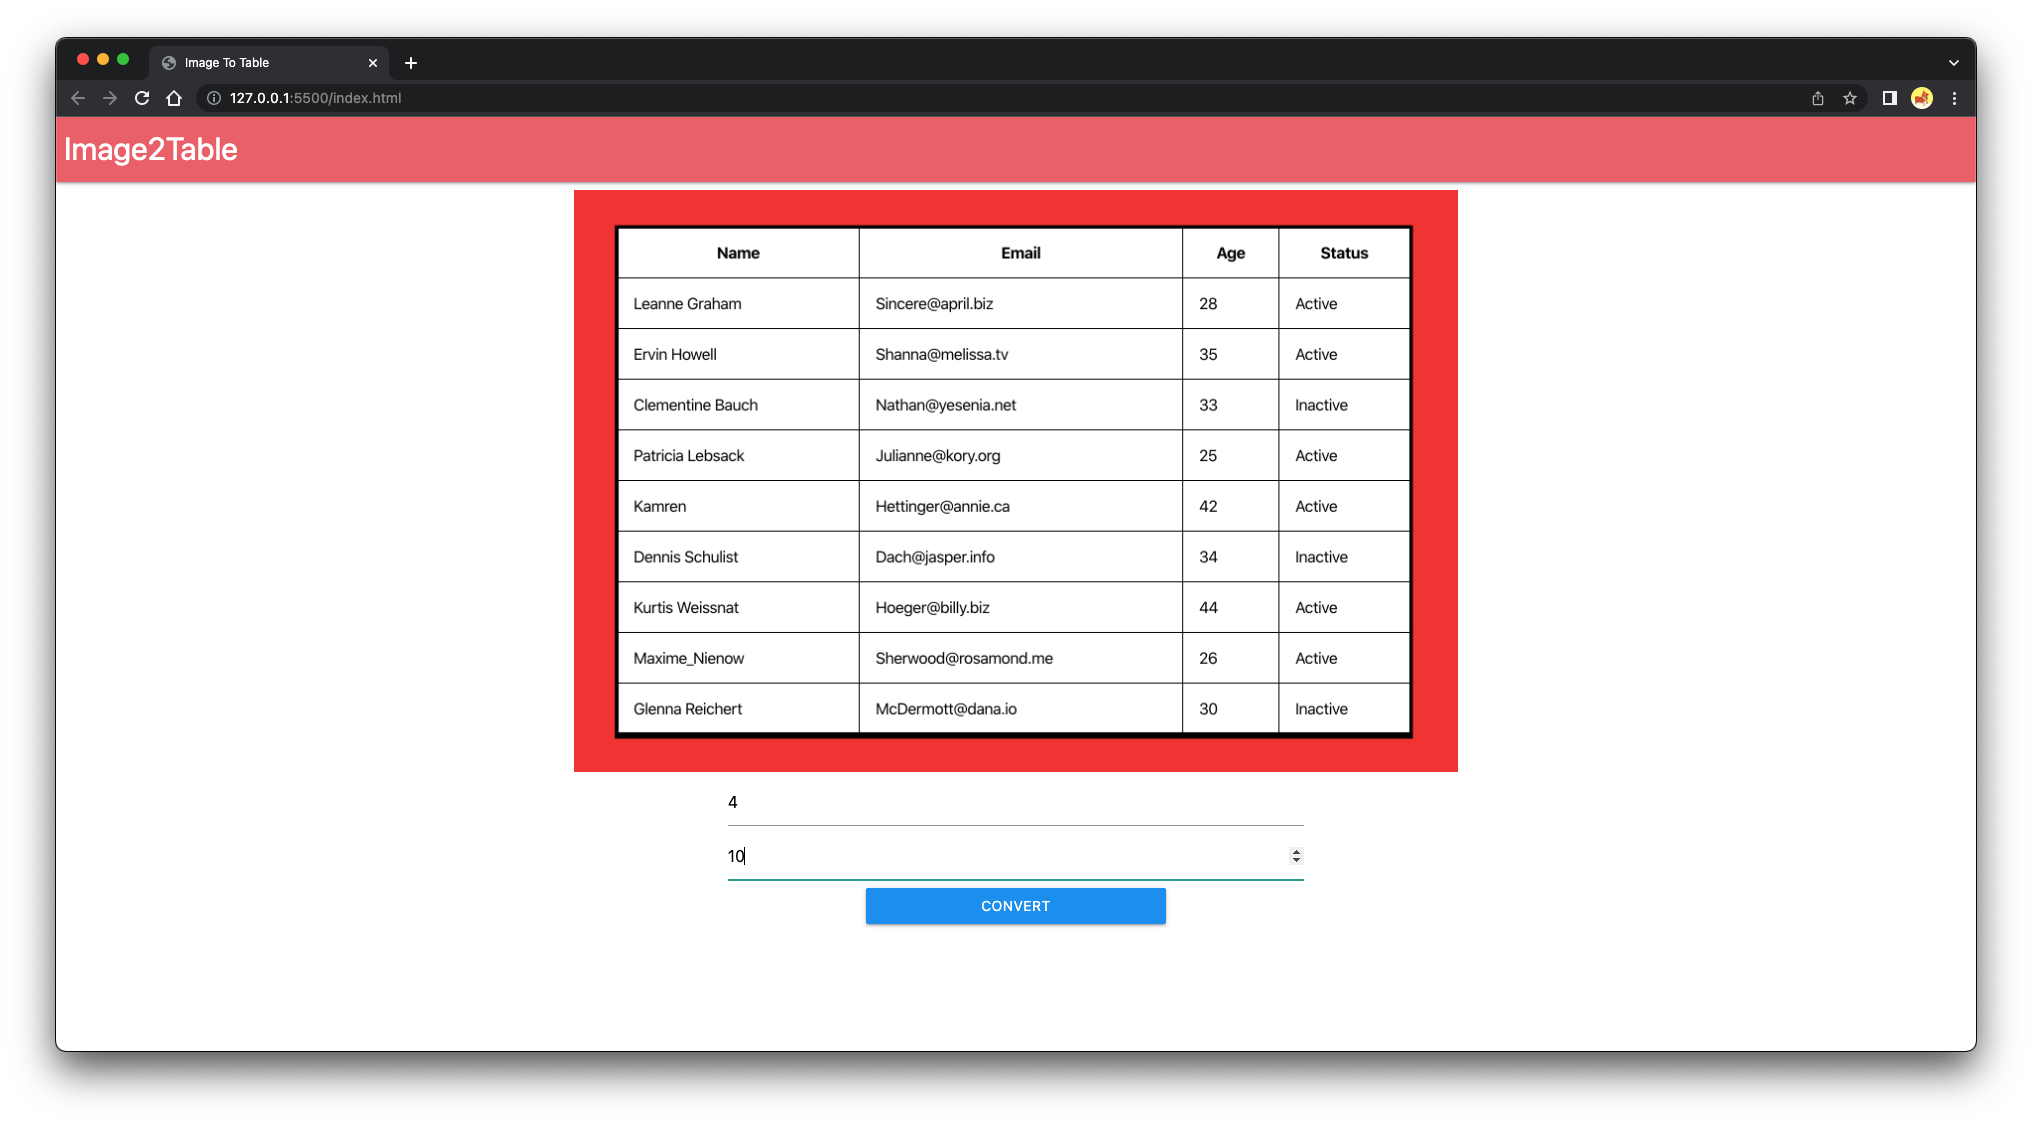 Image To Table
127.0.0.1:5500/index.html
Image2Table
Name Email Age Status
Leanne Graham Sincere@april.biz 28 Active
Ervin Howell Shanna@melissa.tv 35 Active
Clementine Bauch Nathan@yesenia.net 33 Inactive
Patricia Lebsack Julianne@kory.org 25 Active
Kamren Hettinger@annie.ca 42 Active
Dennis Schulist Dach@jasper.info 34 Inactive
Kurtis Weissnat Hoeger@billy.biz 44 Active
Maxime_Nienow Sherwood@rosamond.me 26 Active
Glenna Reichert McDermott@dana.io 30 Inactive
4
10
CONVERT